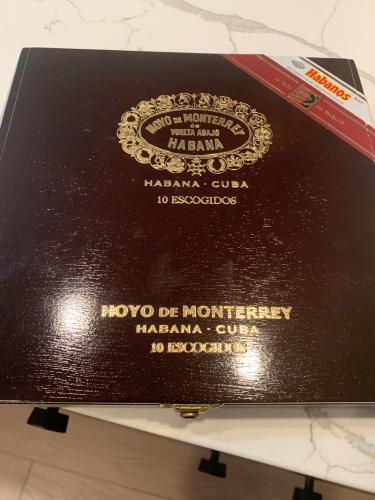 Habanos
HOYO DE MONTERREY
de
VUELTA ABAJO
HABANA
HABANA · CUBA
10 ESCOGIDOS
HOYO DE MONTERREY
HABANA · CUBA
10 ESCOGIDOS